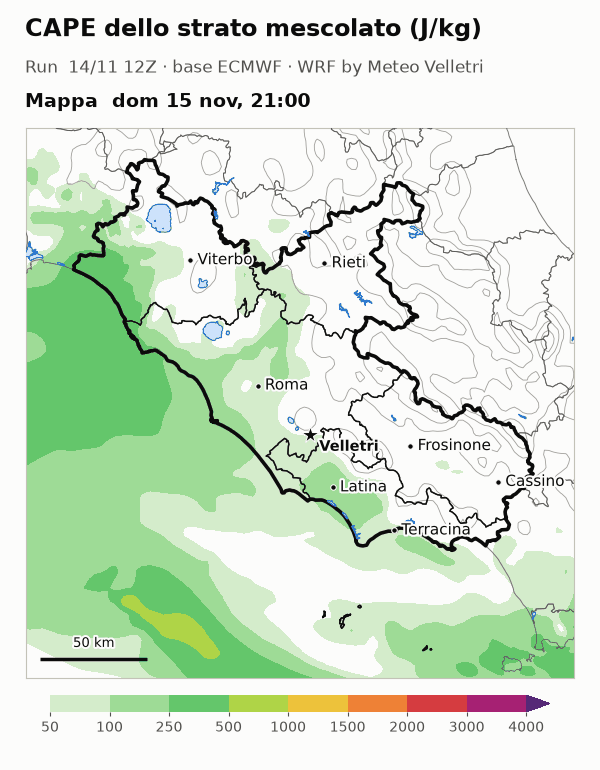 CAPE dello strato mescolato (J/kg)
Run  14/11 12Z · base ECMWF · WRF by Meteo Velletri
Mappa  dom 15 nov, 21:00
Viterbo
Rieti
Roma
Velletri
Frosinone
Cassino
Latina
Terracina
50 km
50 100 250 500 1000 1500 2000 3000 4000